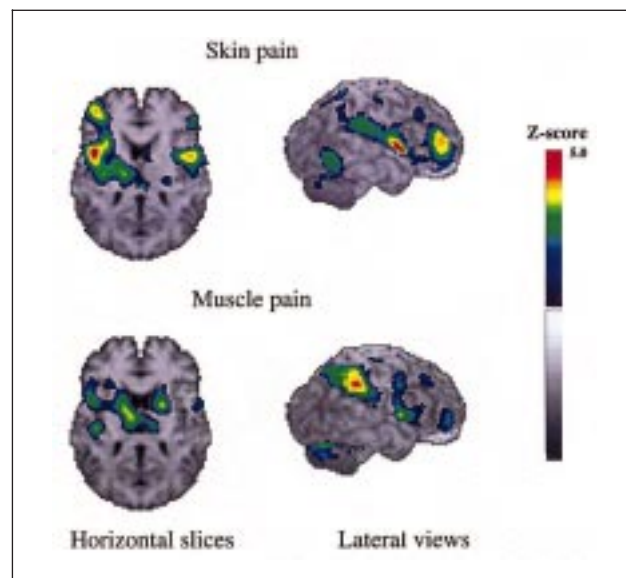 Skin pain
Z-score
5.0
Muscle pain
Horizontal slices
Lateral views